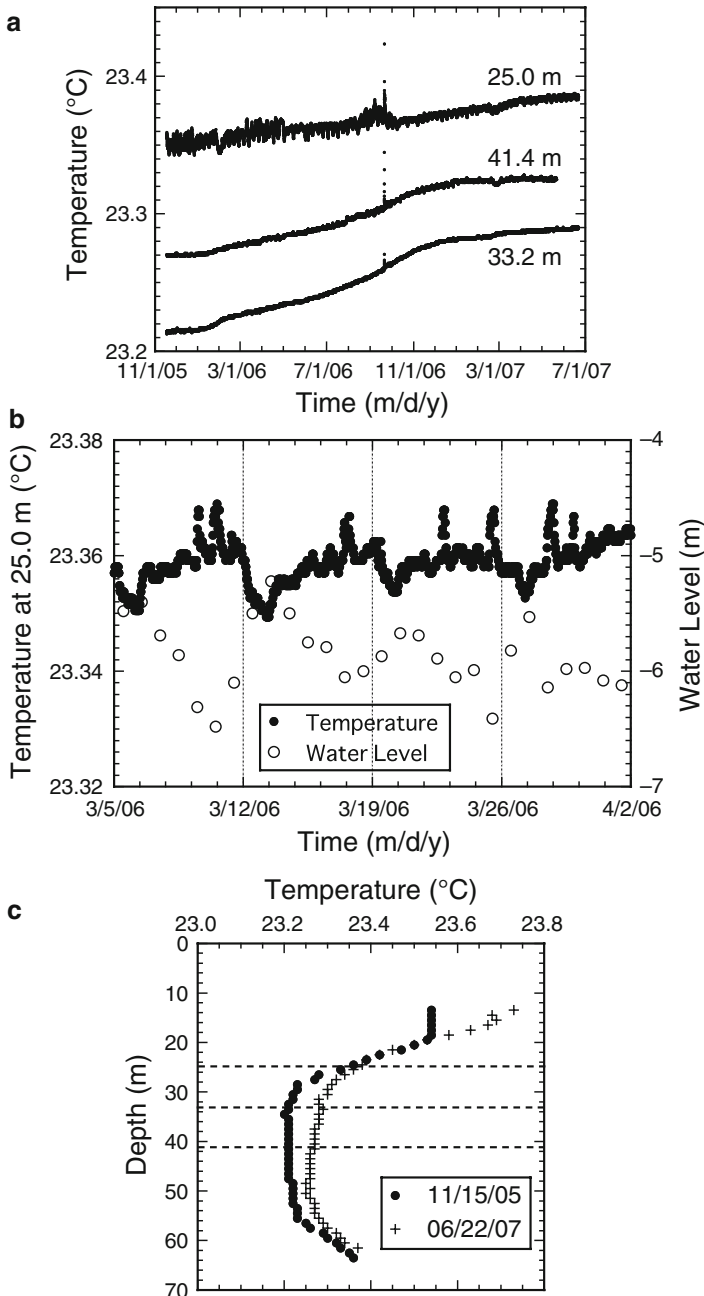 a
Temperature (°C)
23.4
23.3
23.2
25.0 m
41.4 m
33.2 m
11/1/05 3/1/06 7/1/06 11/1/06 3/1/07 7/1/07
Time (m/d/y)
b
Temperature at 25.0 m (°C)
23.38
23.36
23.34
23.32
Water Level (m)
−4
−5
−6
−7
Temperature
Water Level
3/5/06 3/12/06 3/19/06 3/26/06 4/2/06
Time (m/d/y)
c
Temperature (°C)
23.0 23.2 23.4 23.6 23.8
Depth (m)
0
10
20
30
40
50
60
70
11/15/05
06/22/07